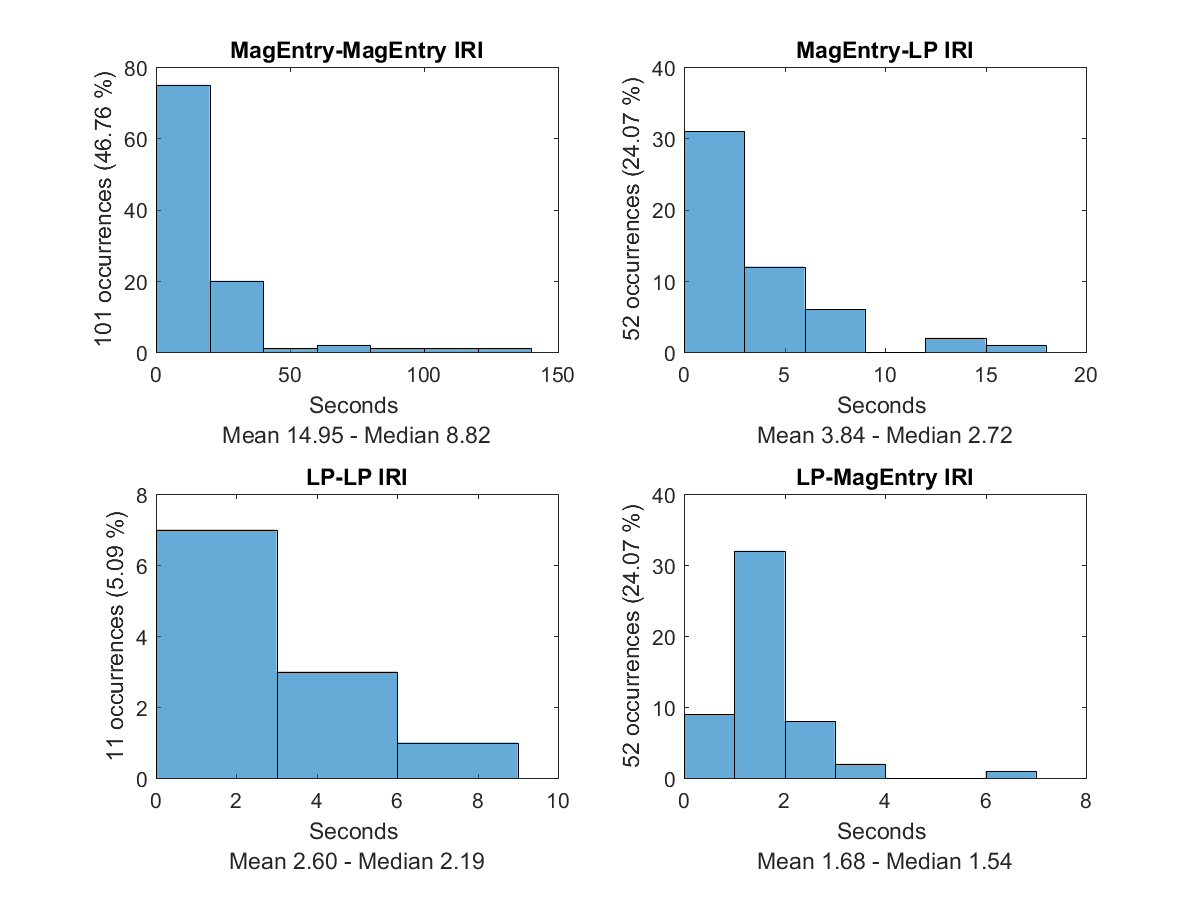 MagEntry-MagEntry IRI
101 occurrences (46.76 %)
80
60
40
20
0
0 50 100 150
Seconds
Mean 14.95 - Median 8.82
MagEntry-LP IRI
52 occurrences (24.07 %)
40
30
20
10
0
0 5 10 15 20
Seconds
Mean 3.84 - Median 2.72
LP-LP IRI
11 occurrences (5.09 %)
8
6
4
2
0
0 2 4 6 8 10
Seconds
Mean 2.60 - Median 2.19
LP-MagEntry IRI
52 occurrences (24.07 %)
40
30
20
10
0
0 2 4 6 8
Seconds
Mean 1.68 - Median 1.54